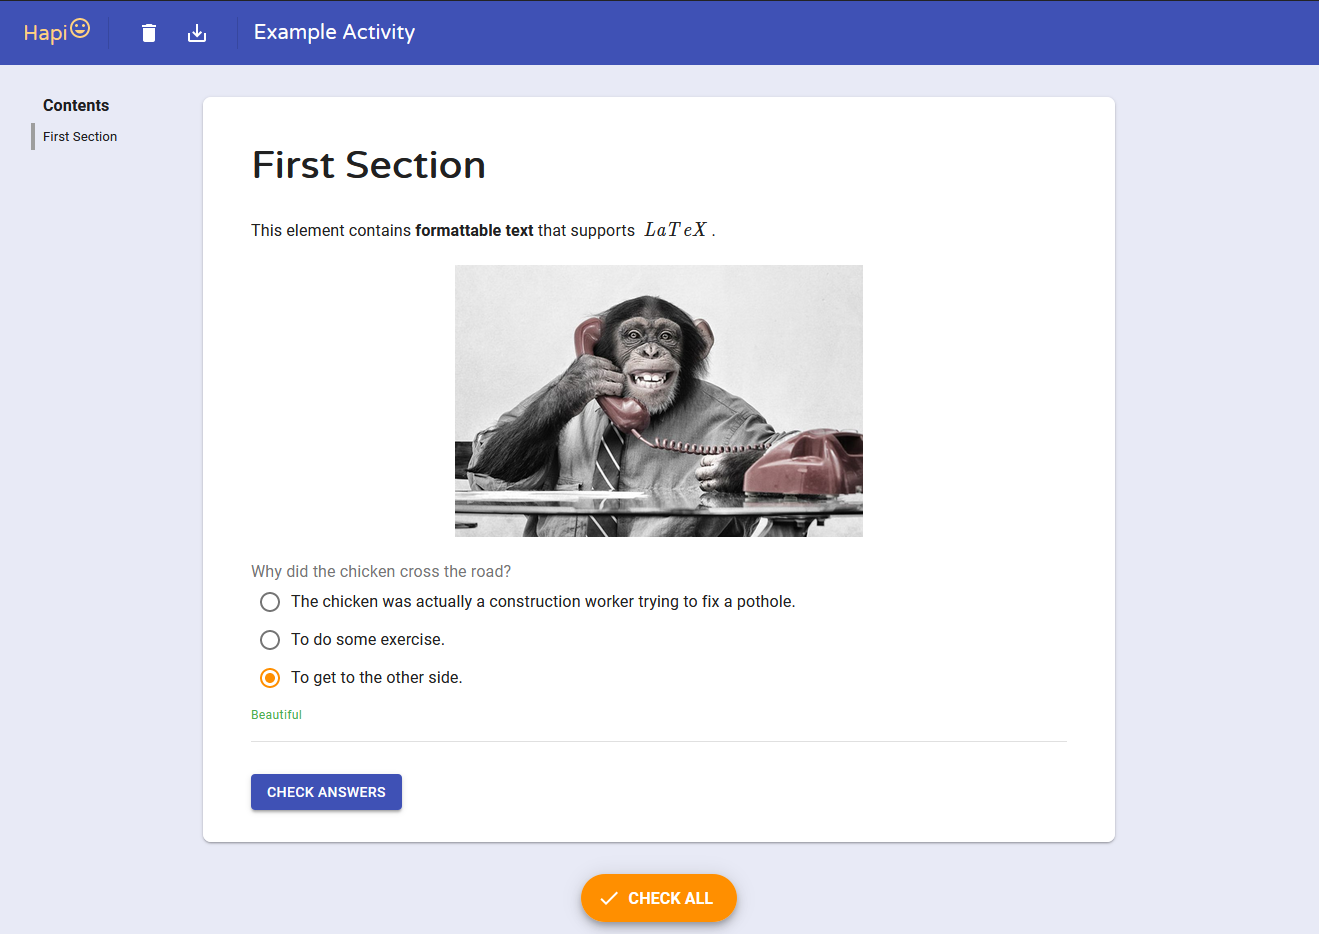 Hapi
Example Activity
Contents
First Section
First Section
This element contains formattable text that supports LaTeX.
Why did the chicken cross the road?
The chicken was actually a construction worker trying to fix a pothole.
To do some exercise.
To get to the other side.
Beautiful
CHECK ANSWERS
CHECK ALL